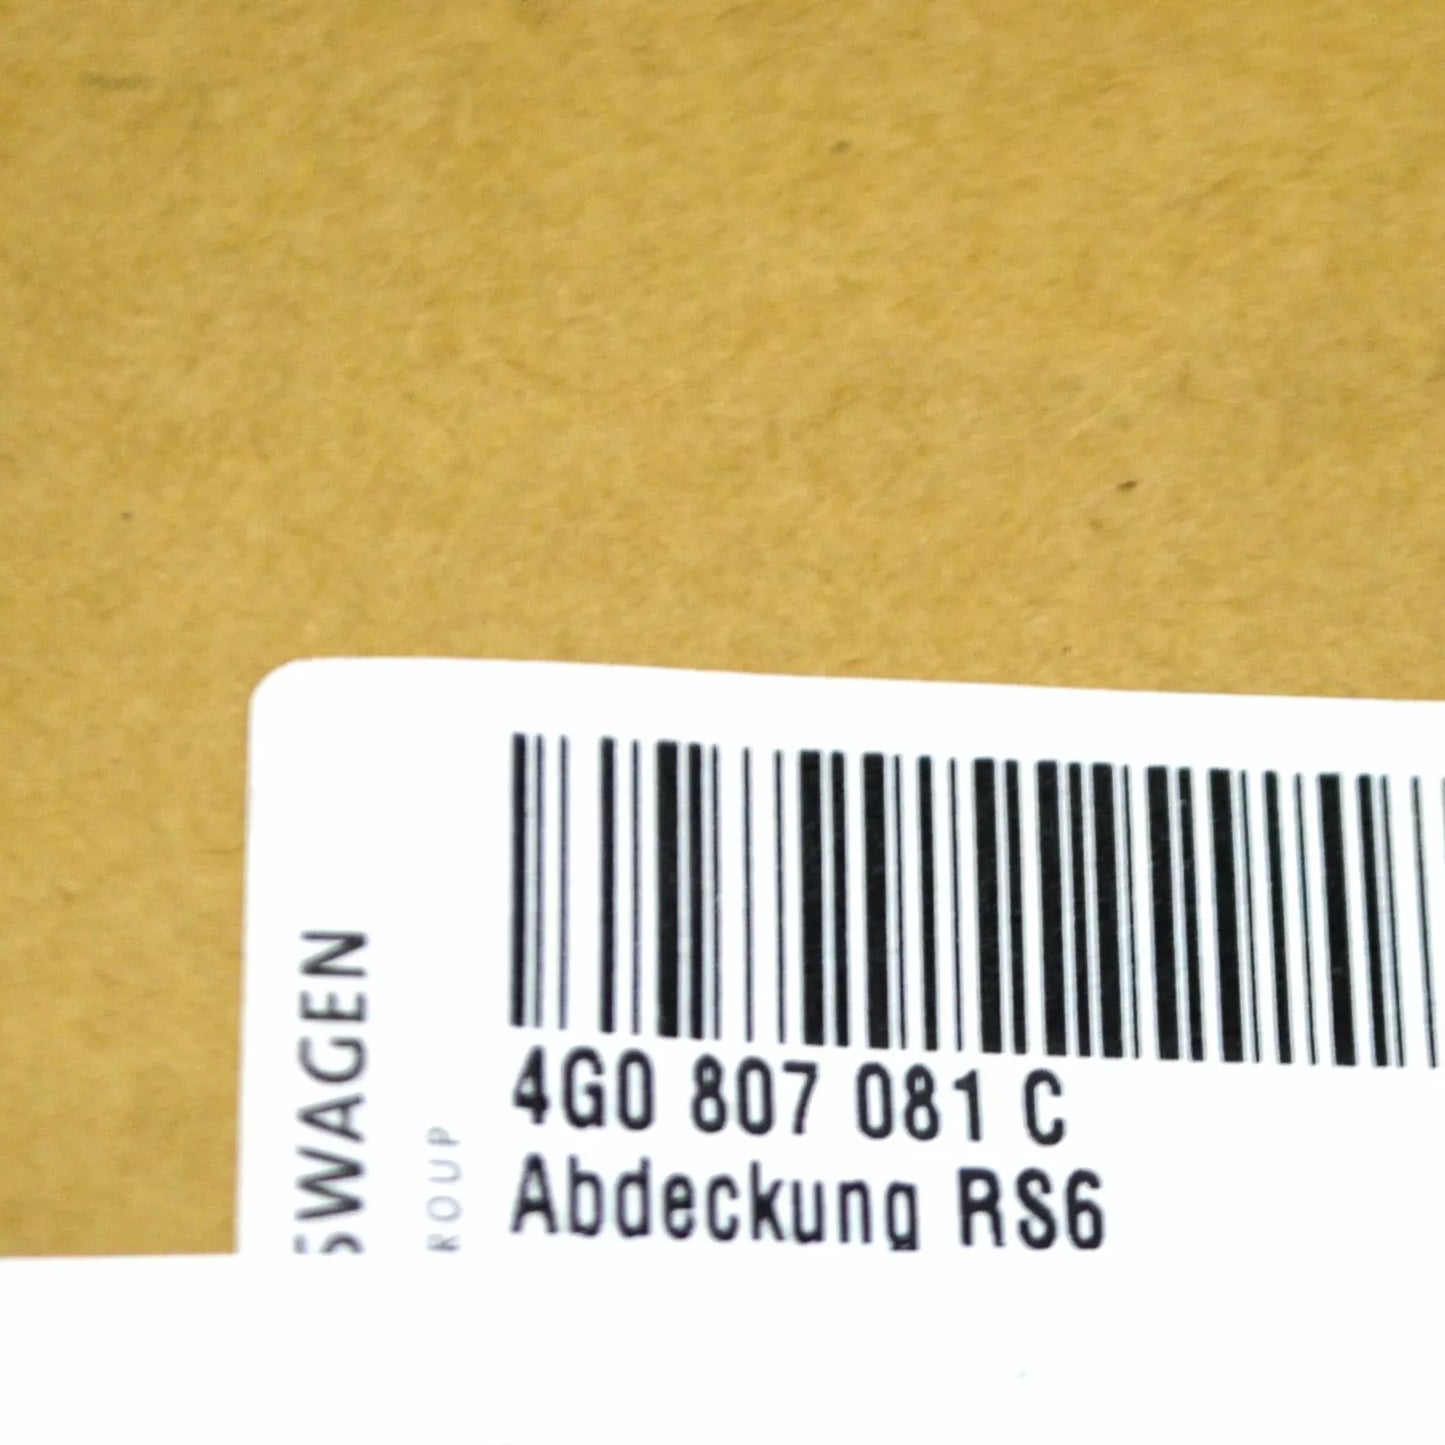 SWAGEN
ROUP
4G0 807 081 C
Abdeckung RS6